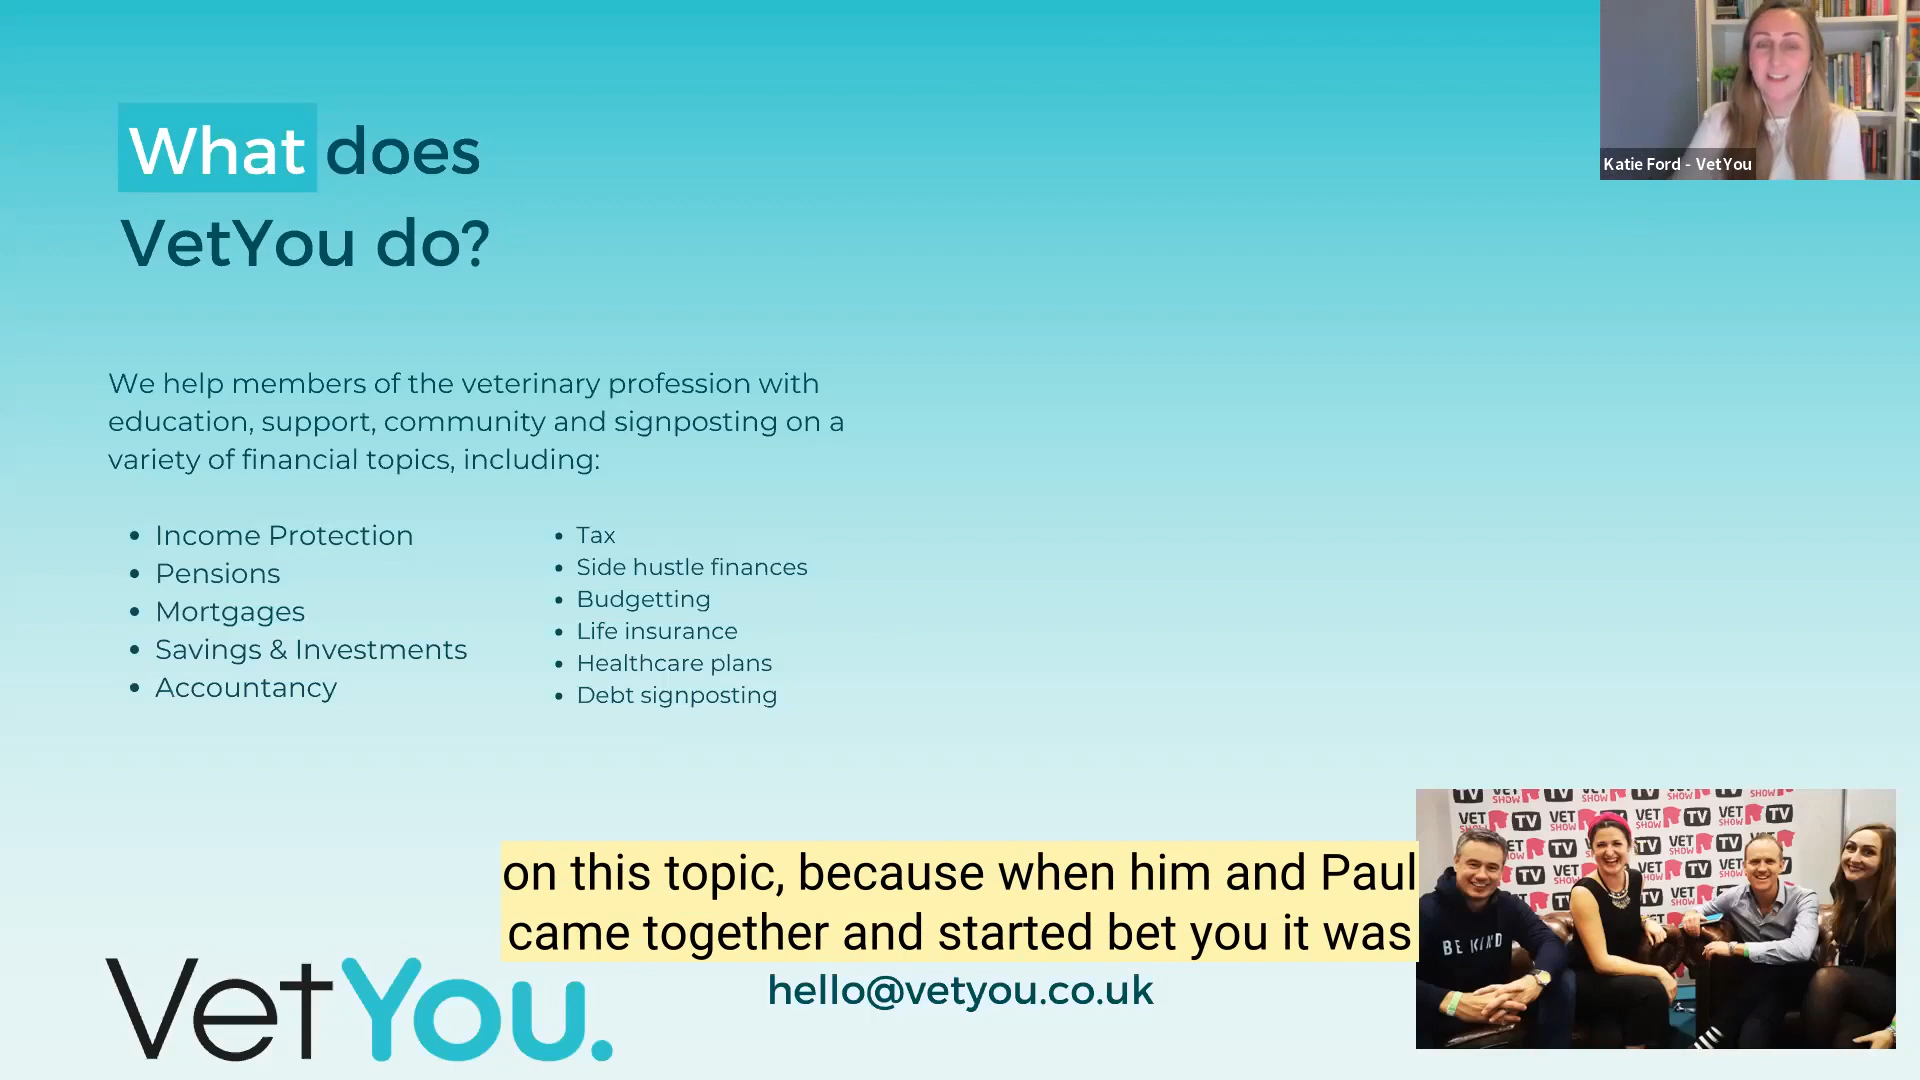 What does
VetYou do?
Katie Ford - VetYou
We help members of the veterinary profession with
education, support, community and signposting on a
variety of financial topics, including:
• Income Protection
• Pensions
• Mortgages
• Savings & Investments
• Accountancy
• Tax
• Side hustle finances
• Budgetting
• Life insurance
• Healthcare plans
• Debt signposting
on this topic, because when him and Paul
came together and started bet you it was
hello@vetyou.co.uk
VetYou.
VET SHOW TV
BE KIND